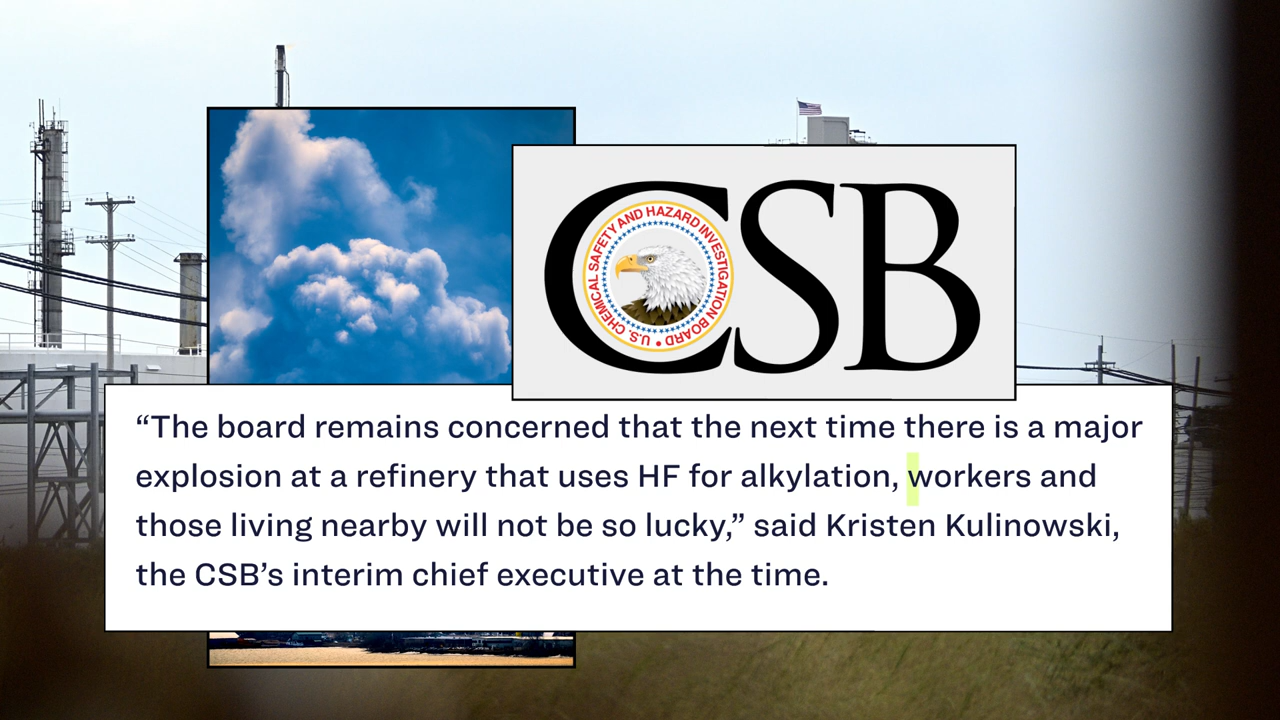 CSB
U.S. CHEMICAL SAFETY AND HAZARD INVESTIGATION BOARD
“The board remains concerned that the next time there is a major
explosion at a refinery that uses HF for alkylation, workers and
those living nearby will not be so lucky,” said Kristen Kulinowski,
the CSB’s interim chief executive at the time.